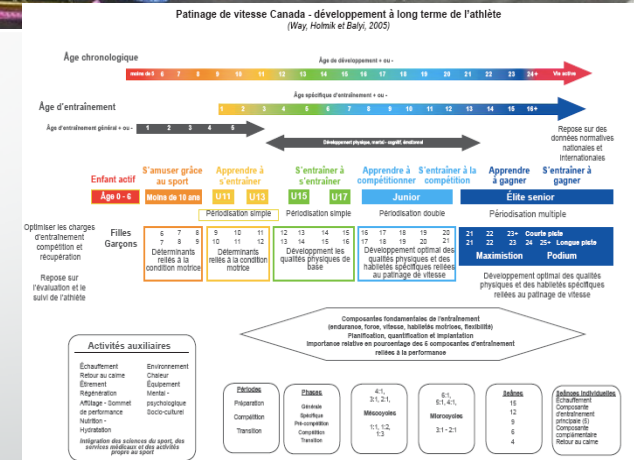 Patinage de vitesse Canada - développement à long terme de l'athlète
(Way, Holmik et Balyi, 2005)
Âge chronologique
Âge de développement + ou -
moins de 6 6 7 8 9 10 11 12 13 14 15 16 17 18 19 20 21 22 23 24+ Vie active
Âge d'entraînement
Âge spécifique d'entraînement + ou -
1 2 3 4 5 6 7 8 9 10 11 12 13 14 15 16+
Âge d'entraînement général + ou - 1 2 3 4 5
Développement physique, mental - cognitif, émotionnel
Repose sur des
données normatives
nationales et
Internationales
Enfant actif
S'amuser grâce
au sport
Apprendre à
s'entraîner
S'entraîner à
s'entraîner
Apprendre à
compétitionner
S'entraîner à la
compétition
Apprendre
à gagner
S'entraîner à
gagner
Âge 0 - 6
Moins de 10 ans
U11
U13
U15
U17
Junior
Élite senior
Périodisation simple
Périodisation simple
Périodisation double
Périodisation multiple
Optimiser les charges
d'entraînement
compétition et
récupération
Repose sur
l'évaluation et le
suivi de l'athlète
Filles
Garçons
6 7 8
7 8 9
Déterminants
reliés à la
condition motrice
9 10 11
10 11 12
Déterminants
reliés à la
condition motrice
12 13 14 15
13 14 15 16
Développement les
qualités physiques de
base
16 17 18 19 20
17 18 19 20 21
Développement optimal des
qualités physiques et des
habiletés spécifiques reliées
au patinage de vitesse
21 22 23+ Courte piste
21 22 23 24 25+ Longue piste
Maximistion Podium
Développement optimal des qualités
physiques et des habiletés spécifiques
reliées au patinage de vitesse
Composantes fondamentales de l'entraînement
(endurance, force, vitesse, habiletés motrices, flexibilité)
Planification, quantification et implantation
Importance relative en pourcentage des 5 composantes d'entraînement
reliées à la performance
Activités auxiliaires
Échauffement
Retour au calme
Étirement
Régénération
Affûtage - Sommet
de performance
Nutrition -
Hydratation
Environnement
Chaleur
Équipement
Mental -
psychologique
Socio-culturel
Intégration des sciences du sport, des
services médicaux et des activités
propre au sport
Périodes
Préparation
Compétition
Transition
Phases
Générale
Spécifique
Pré-compétition
Compétition
Transition
4:1,
3:1, 2:1,
Mésocycles
1:1, 1:2,
1:3
6:1,
5:1, 4:1,
Microcycles
3:1 - 2:1
15
12
9
6
4
Séances individuelles
Échauffement
Composante
d'entraînement
principale (5)
Composante
complémentaire
Retour au calme